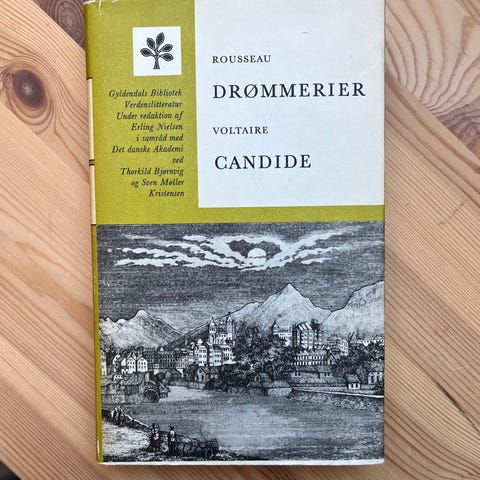 ROUSSEAU
DRØMMERIER
VOLTAIRE
CANDIDE
Gyldendals Bibliotek
Verdenslitteratur
Under redaktion af
Erling Nielsen
i samråd med
Det danske Akademi
ved
Thorkild Bjørnvig
og Sven Møller
Kristensen